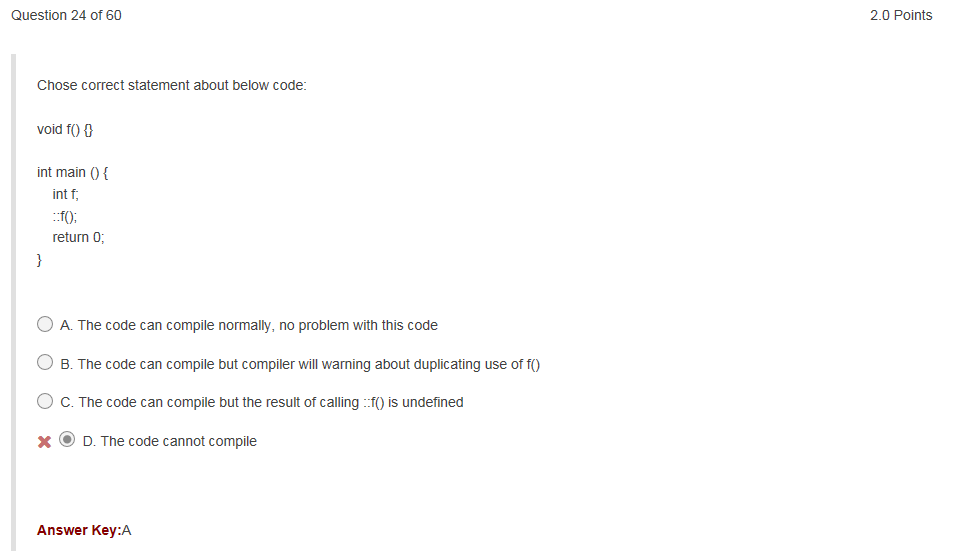 Question 24 of 60
2.0 Points
Chose correct statement about below code:
void f() {}
int main () {
int f;
::f();
return 0;
}
A. The code can compile normally, no problem with this code
B. The code can compile but compiler will warning about duplicating use of f()
C. The code can compile but the result of calling ::f() is undefined
D. The code cannot compile
Answer Key:A